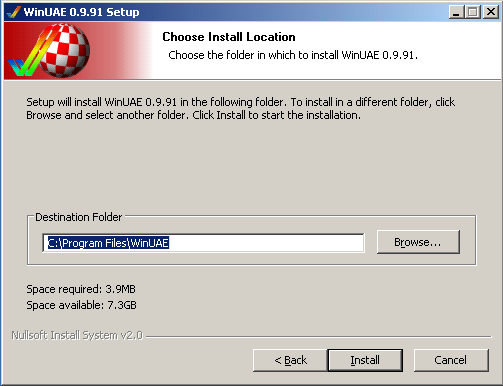 WinUAE 0.9.91 Setup
Choose Install Location
Choose the folder in which to install WinUAE 0.9.91.
Setup will install WinUAE 0.9.91 in the following folder. To install in a different folder, click
Browse and select another folder. Click Install to start the installation.
Destination Folder
C:\Program Files\WinUAE
Browse...
Space required: 3.9MB
Space available: 7.3GB
Nullsoft Install System v2.0
< Back Install Cancel